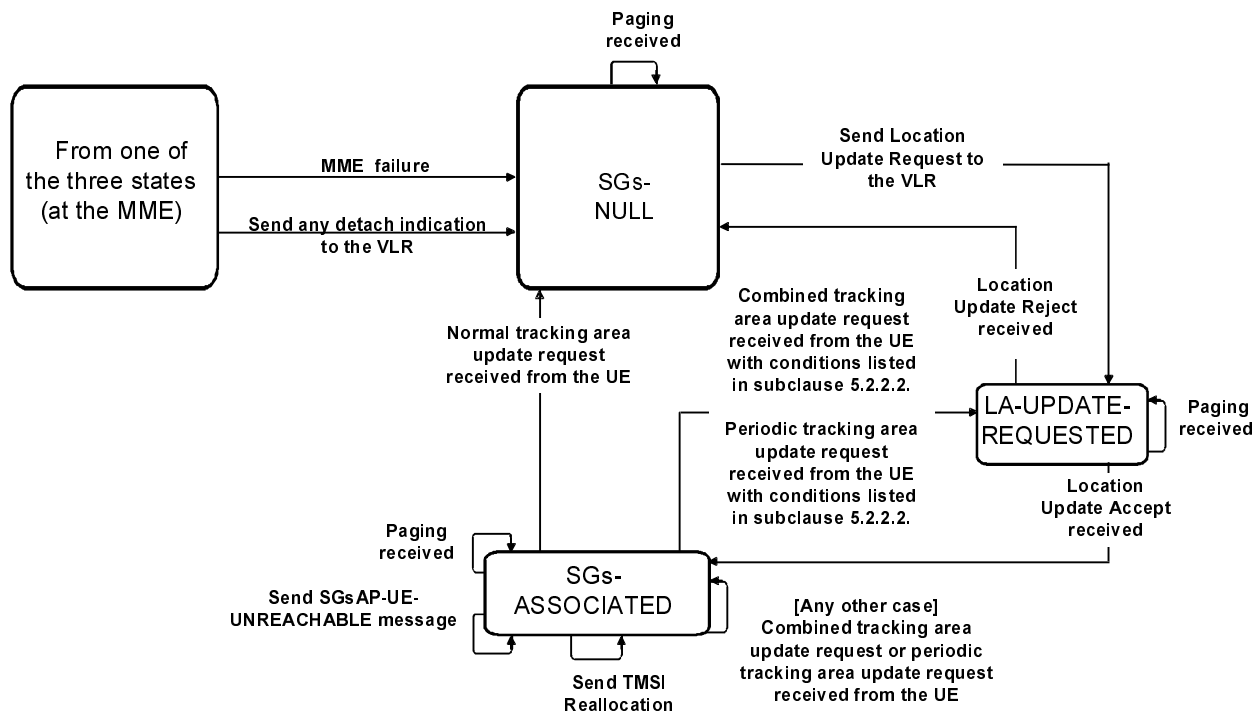 Paging
received
From one of
the three states
(at the MME)
MME failure
Send any detach indication
to the VLR
SGs-
NULL
Send Location
Update Request to
the VLR
Location
Update Reject
received
Normal tracking area
update request
received from the UE
Combined tracking
area update request
received from the UE
with conditions listed
in subclause 5.2.2.2.
Periodic tracking area
update request
received from the UE
with conditions listed
in subclause 5.2.2.2.
LA-UPDATE-
REQUESTED
Paging
received
Location
Update Accept
received
Paging
received
Send SGsAP-UE-
UNREACHABLE message
SGs-
ASSOCIATED
Send TMSI
Reallocation
[Any other case]
Combined tracking area
update request or periodic
tracking area update request
received from the UE